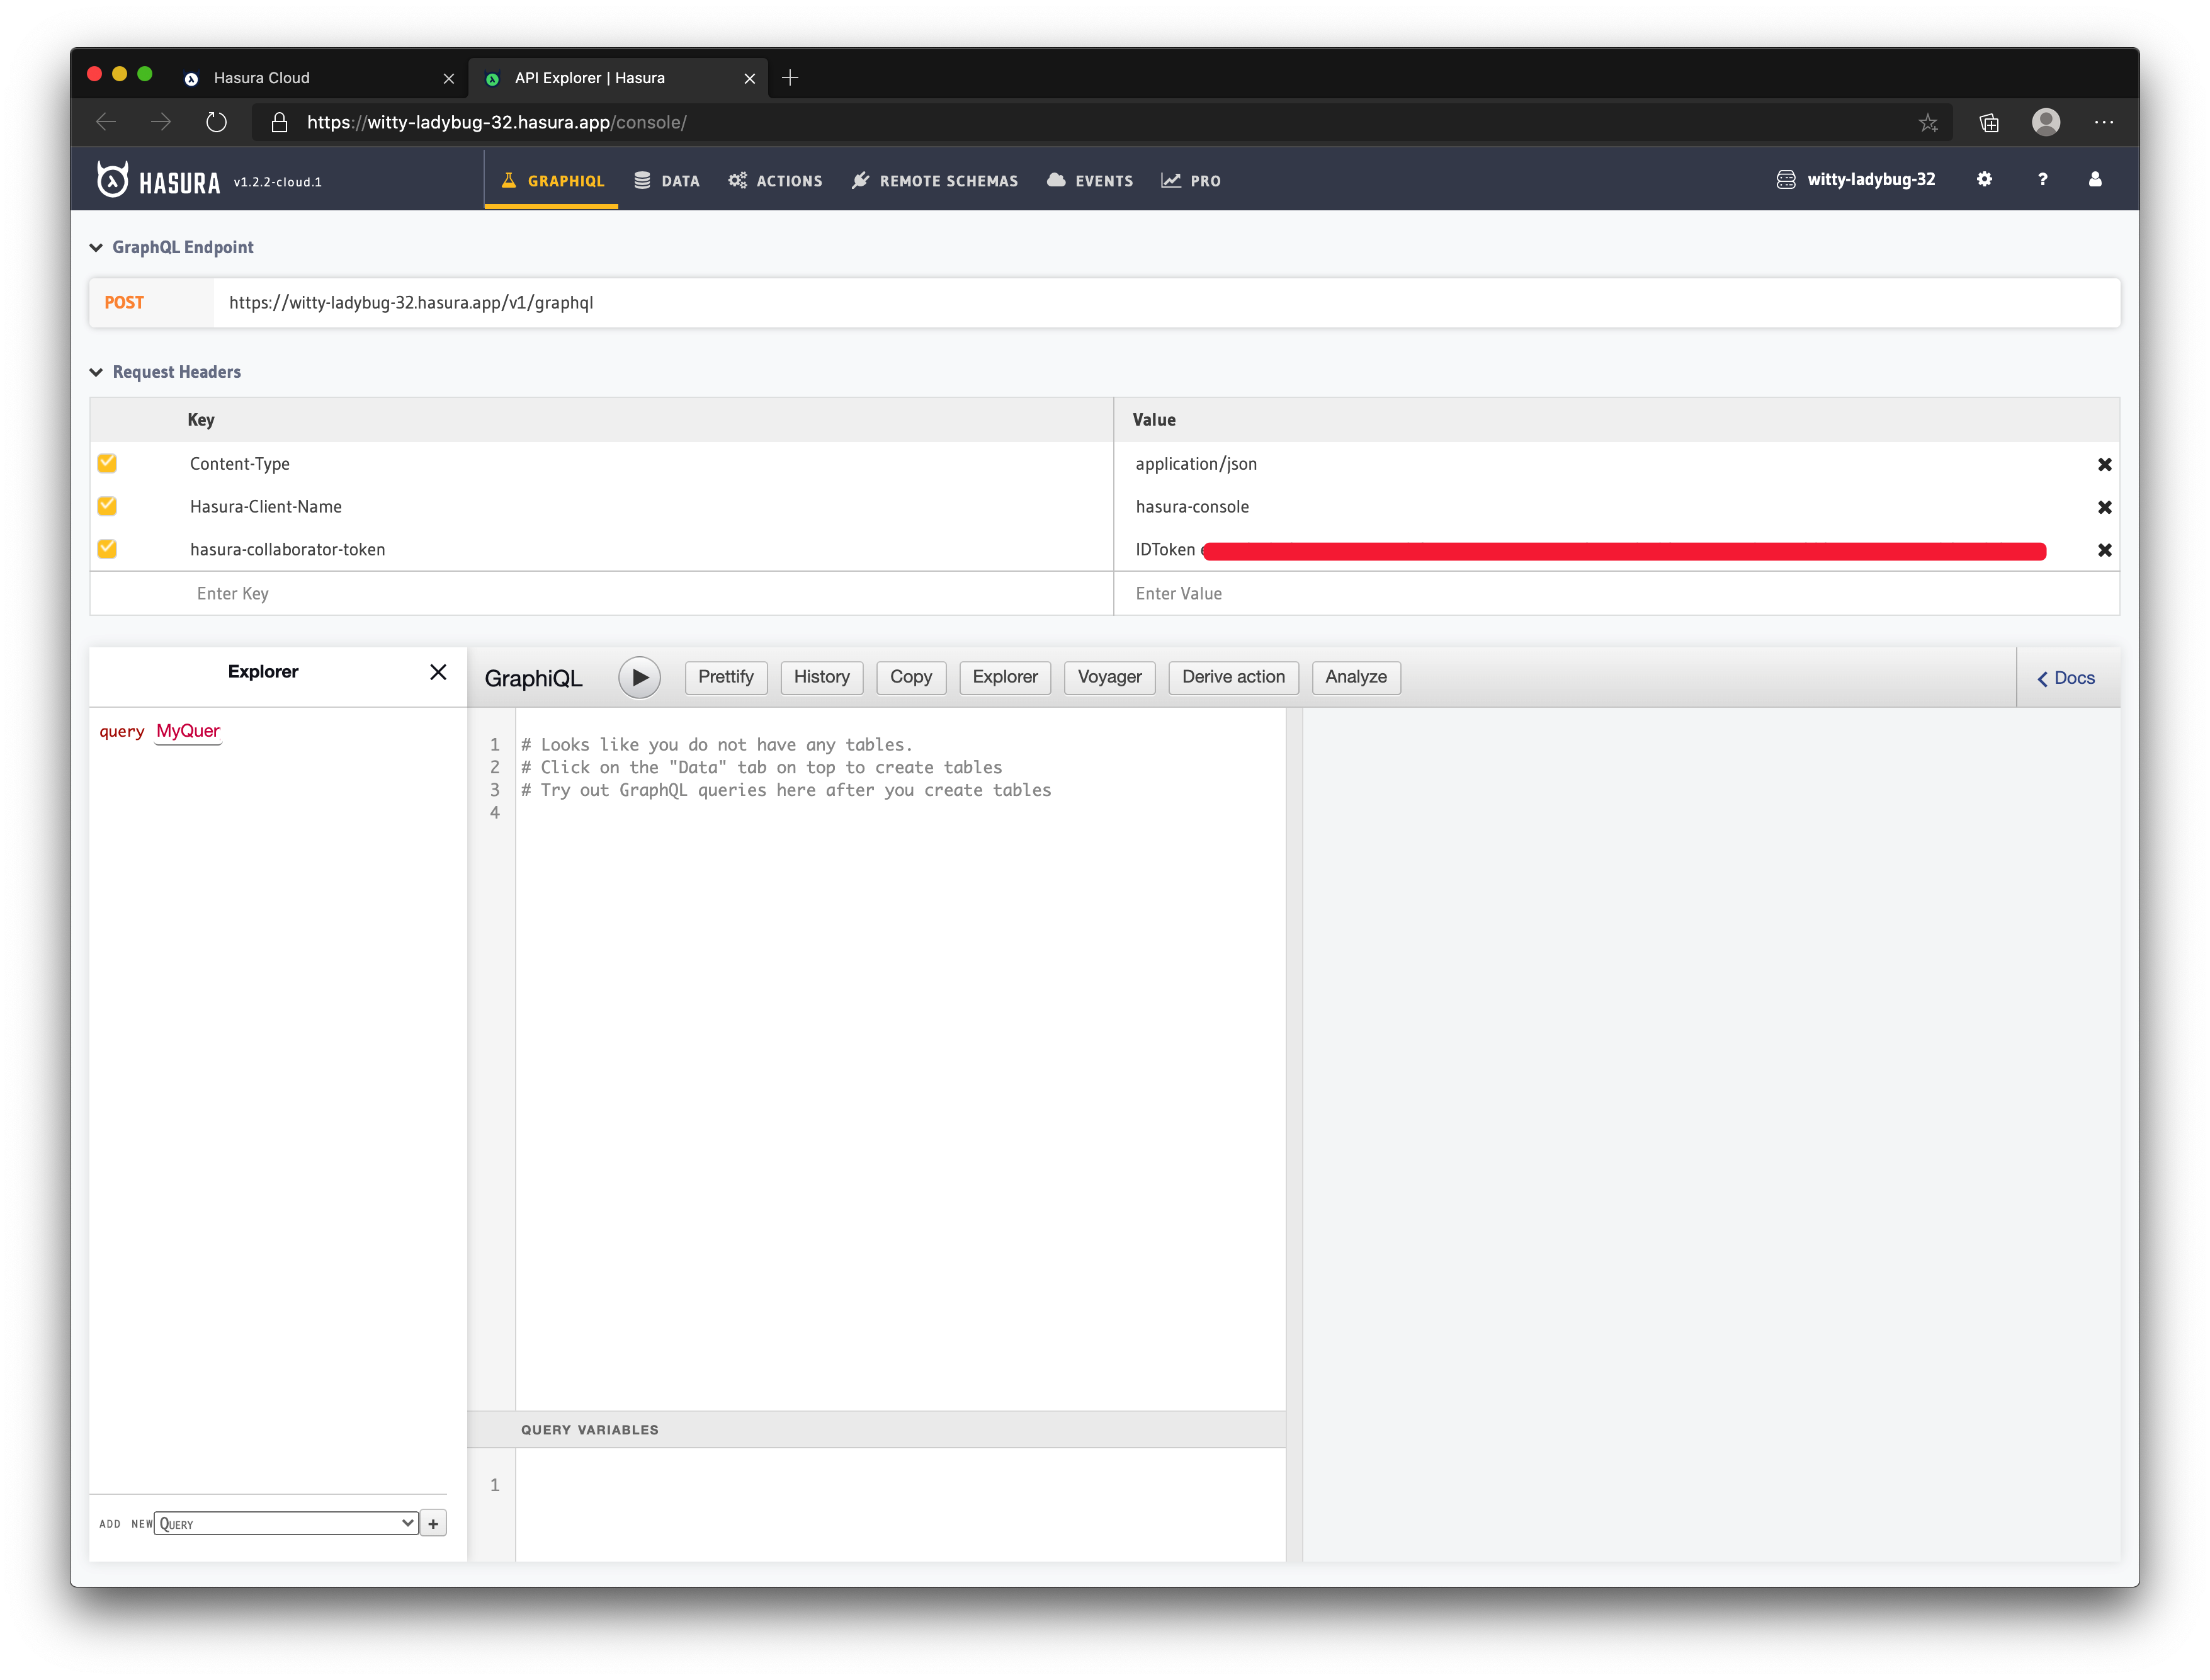 Hasura Cloud
API Explorer | Hasura
https://witty-ladybug-32.hasura.app/console/
HASURA v1.2.2-cloud.1
GRAPHIQL DATA ACTIONS REMOTE SCHEMAS EVENTS PRO
witty-ladybug-32 ?
GraphQL Endpoint
POST https://witty-ladybug-32.hasura.app/v1/graphql
Request Headers
Key Value
Content-Type application/json
Hasura-Client-Name hasura-console
hasura-collaborator-token IDToken
Enter Key Enter Value
Explorer
GraphiQL Prettify History Copy Explorer Voyager Derive action Analyze Docs
query MyQuer
1 # Looks like you do not have any tables.
2 # Click on the "Data" tab on top to create tables
3 # Try out GraphQL queries here after you create tables
4
QUERY VARIABLES
1
ADD NEW Query +